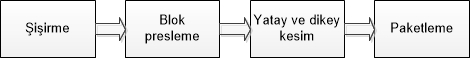 Şişirme
Blok
presleme
Yatay ve dikey
kesim
Paketleme